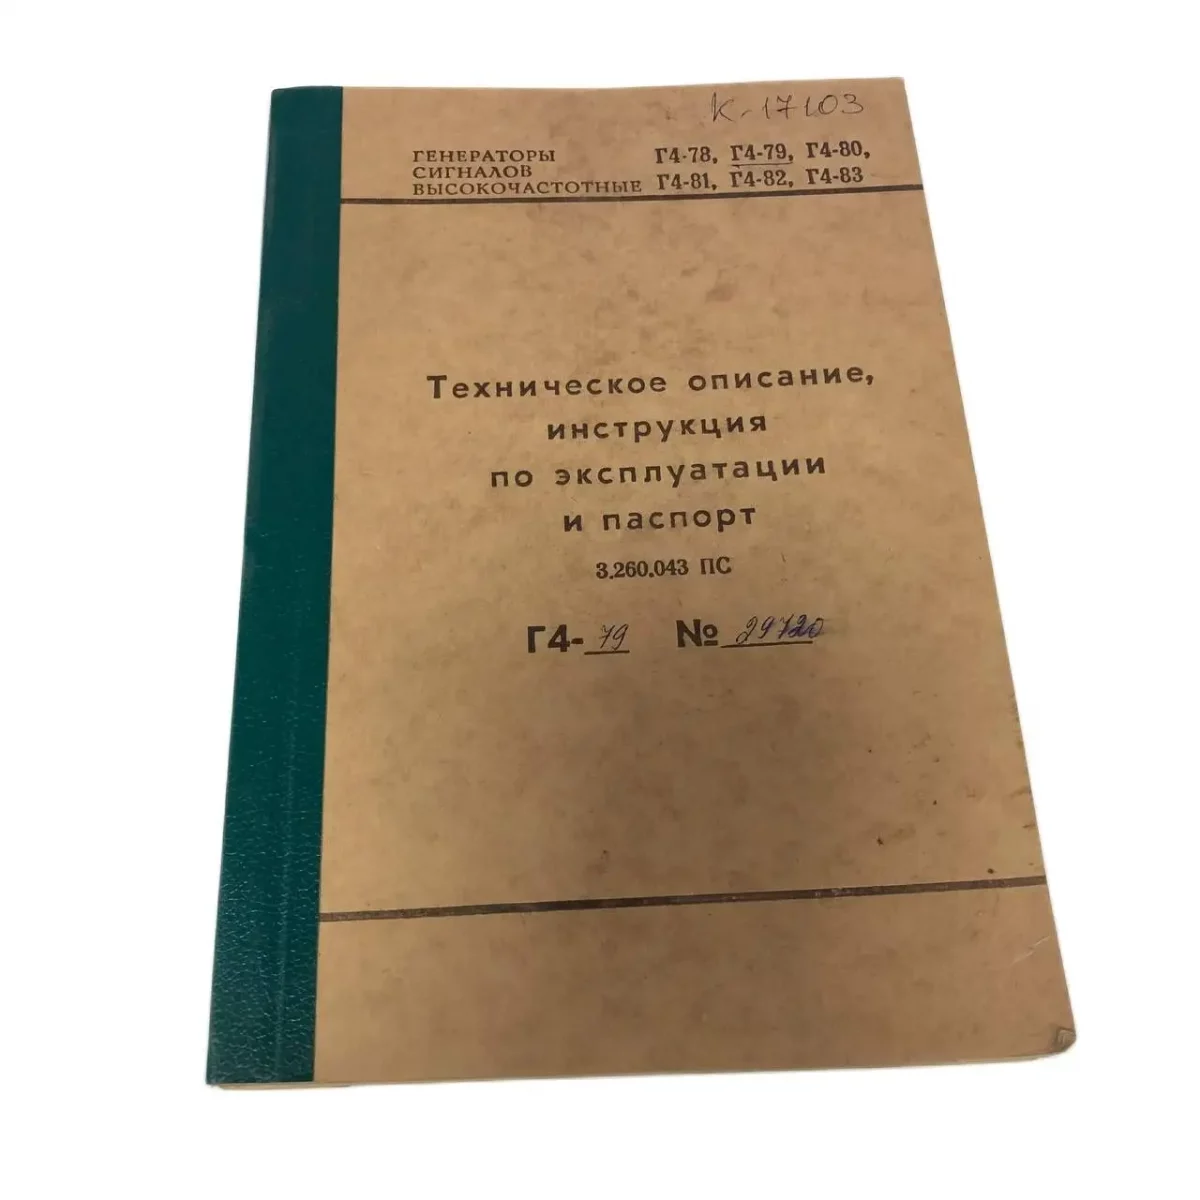 К-17103
ГЕНЕРАТОРЫ
СИГНАЛОВ
ВЫСОКОЧАСТОТНЫЕ
Г4-78, Г4-79, Г4-80,
Г4-81, Г4-82, Г4-83
Техническое описание,
инструкция
по эксплуатации
и паспорт
3.260.043 ПС
Г4-79 № 29720